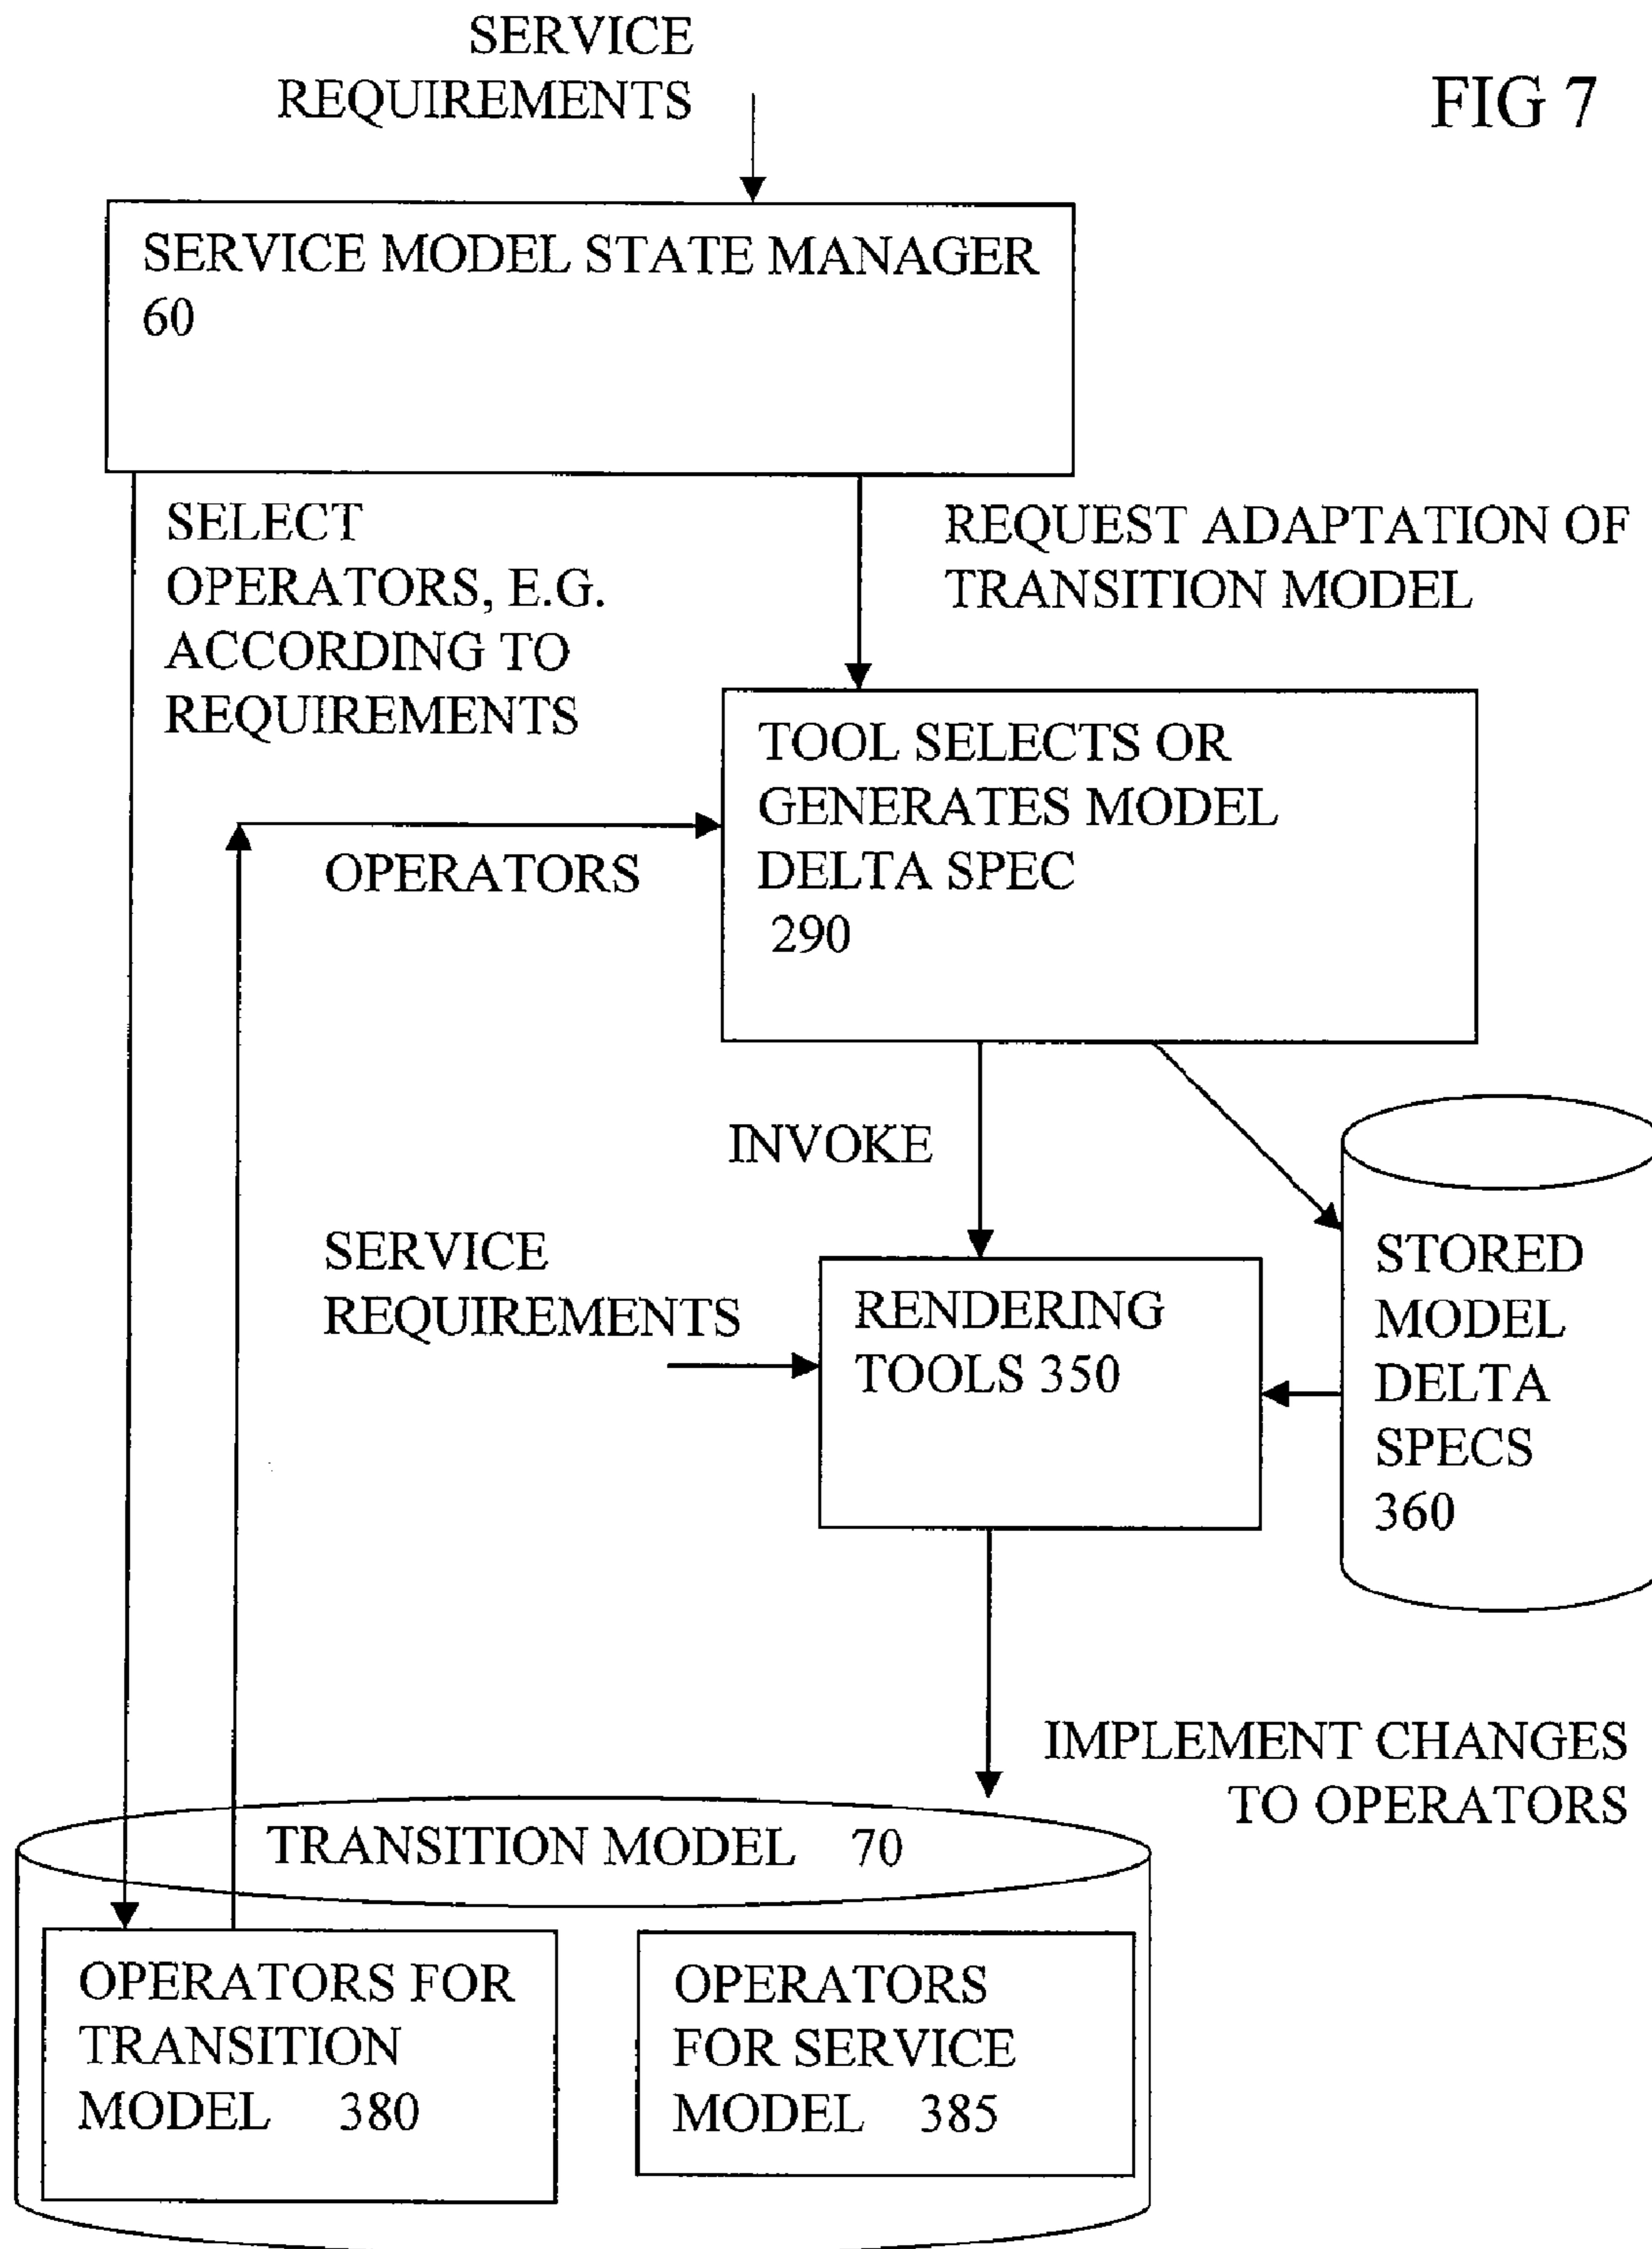 SERVICE
REQUIREMENTS
FIG 7
SERVICE MODEL STATE MANAGER
60
SELECT
OPERATORS, E.G.
ACCORDING TO
REQUIREMENTS
REQUEST ADAPTATION OF
TRANSITION MODEL
TOOL SELECTS OR
GENERATES MODEL
DELTA SPEC
290
OPERATORS
INVOKE
SERVICE
REQUIREMENTS
RENDERING
TOOLS 350
STORED
MODEL
DELTA
SPECS
360
IMPLEMENT CHANGES
TO OPERATORS
TRANSITION MODEL 70
OPERATORS FOR
TRANSITION
MODEL 380
OPERATORS
FOR SERVICE
MODEL 385